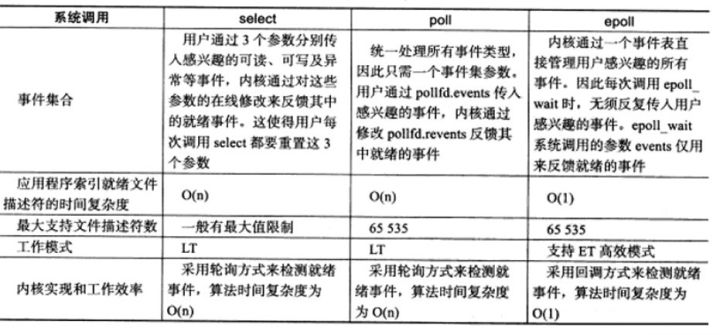 系统调用
select
poll
epoll
事件集合
用户通过 3 个参数分别传
入感兴趣的可读、可写及异
常等事件，内核通过对这些
参数的在线修改来反馈其中
的就绪事件。这使得用户每
次调用 select 都要重置这 3
个参数
统一处理所有事件类型，
因此只需一个事件集参数。
用户通过 pollfd.events 传入
感兴趣的事件，内核通过
修改 pollfd.revents 反馈其
中就绪的事件
内核通过一个事件表直
接管理用户感兴趣的所有
事件。因此每次调用 epoll_
wait 时，无须反复传入用户
感兴趣的事件。epoll_wait
系统调用的参数 events 仅用
来反馈就绪的事件
应用程序索引就绪文件
描述符的时间复杂度
O(n)
O(n)
O(1)
最大支持文件描述符数
一般有最大值限制
65 535
65 535
工作模式
LT
LT
支持 ET 高效模式
内核实现和工作效率
采用轮询方式来检测就绪
事件，算法时间复杂度为
O(n)
采用轮询方式来检测就
绪事件，算法时间复杂度
为 O(n)
采用回调方式来检测就
绪事件，算法时间复杂度为
O(1)